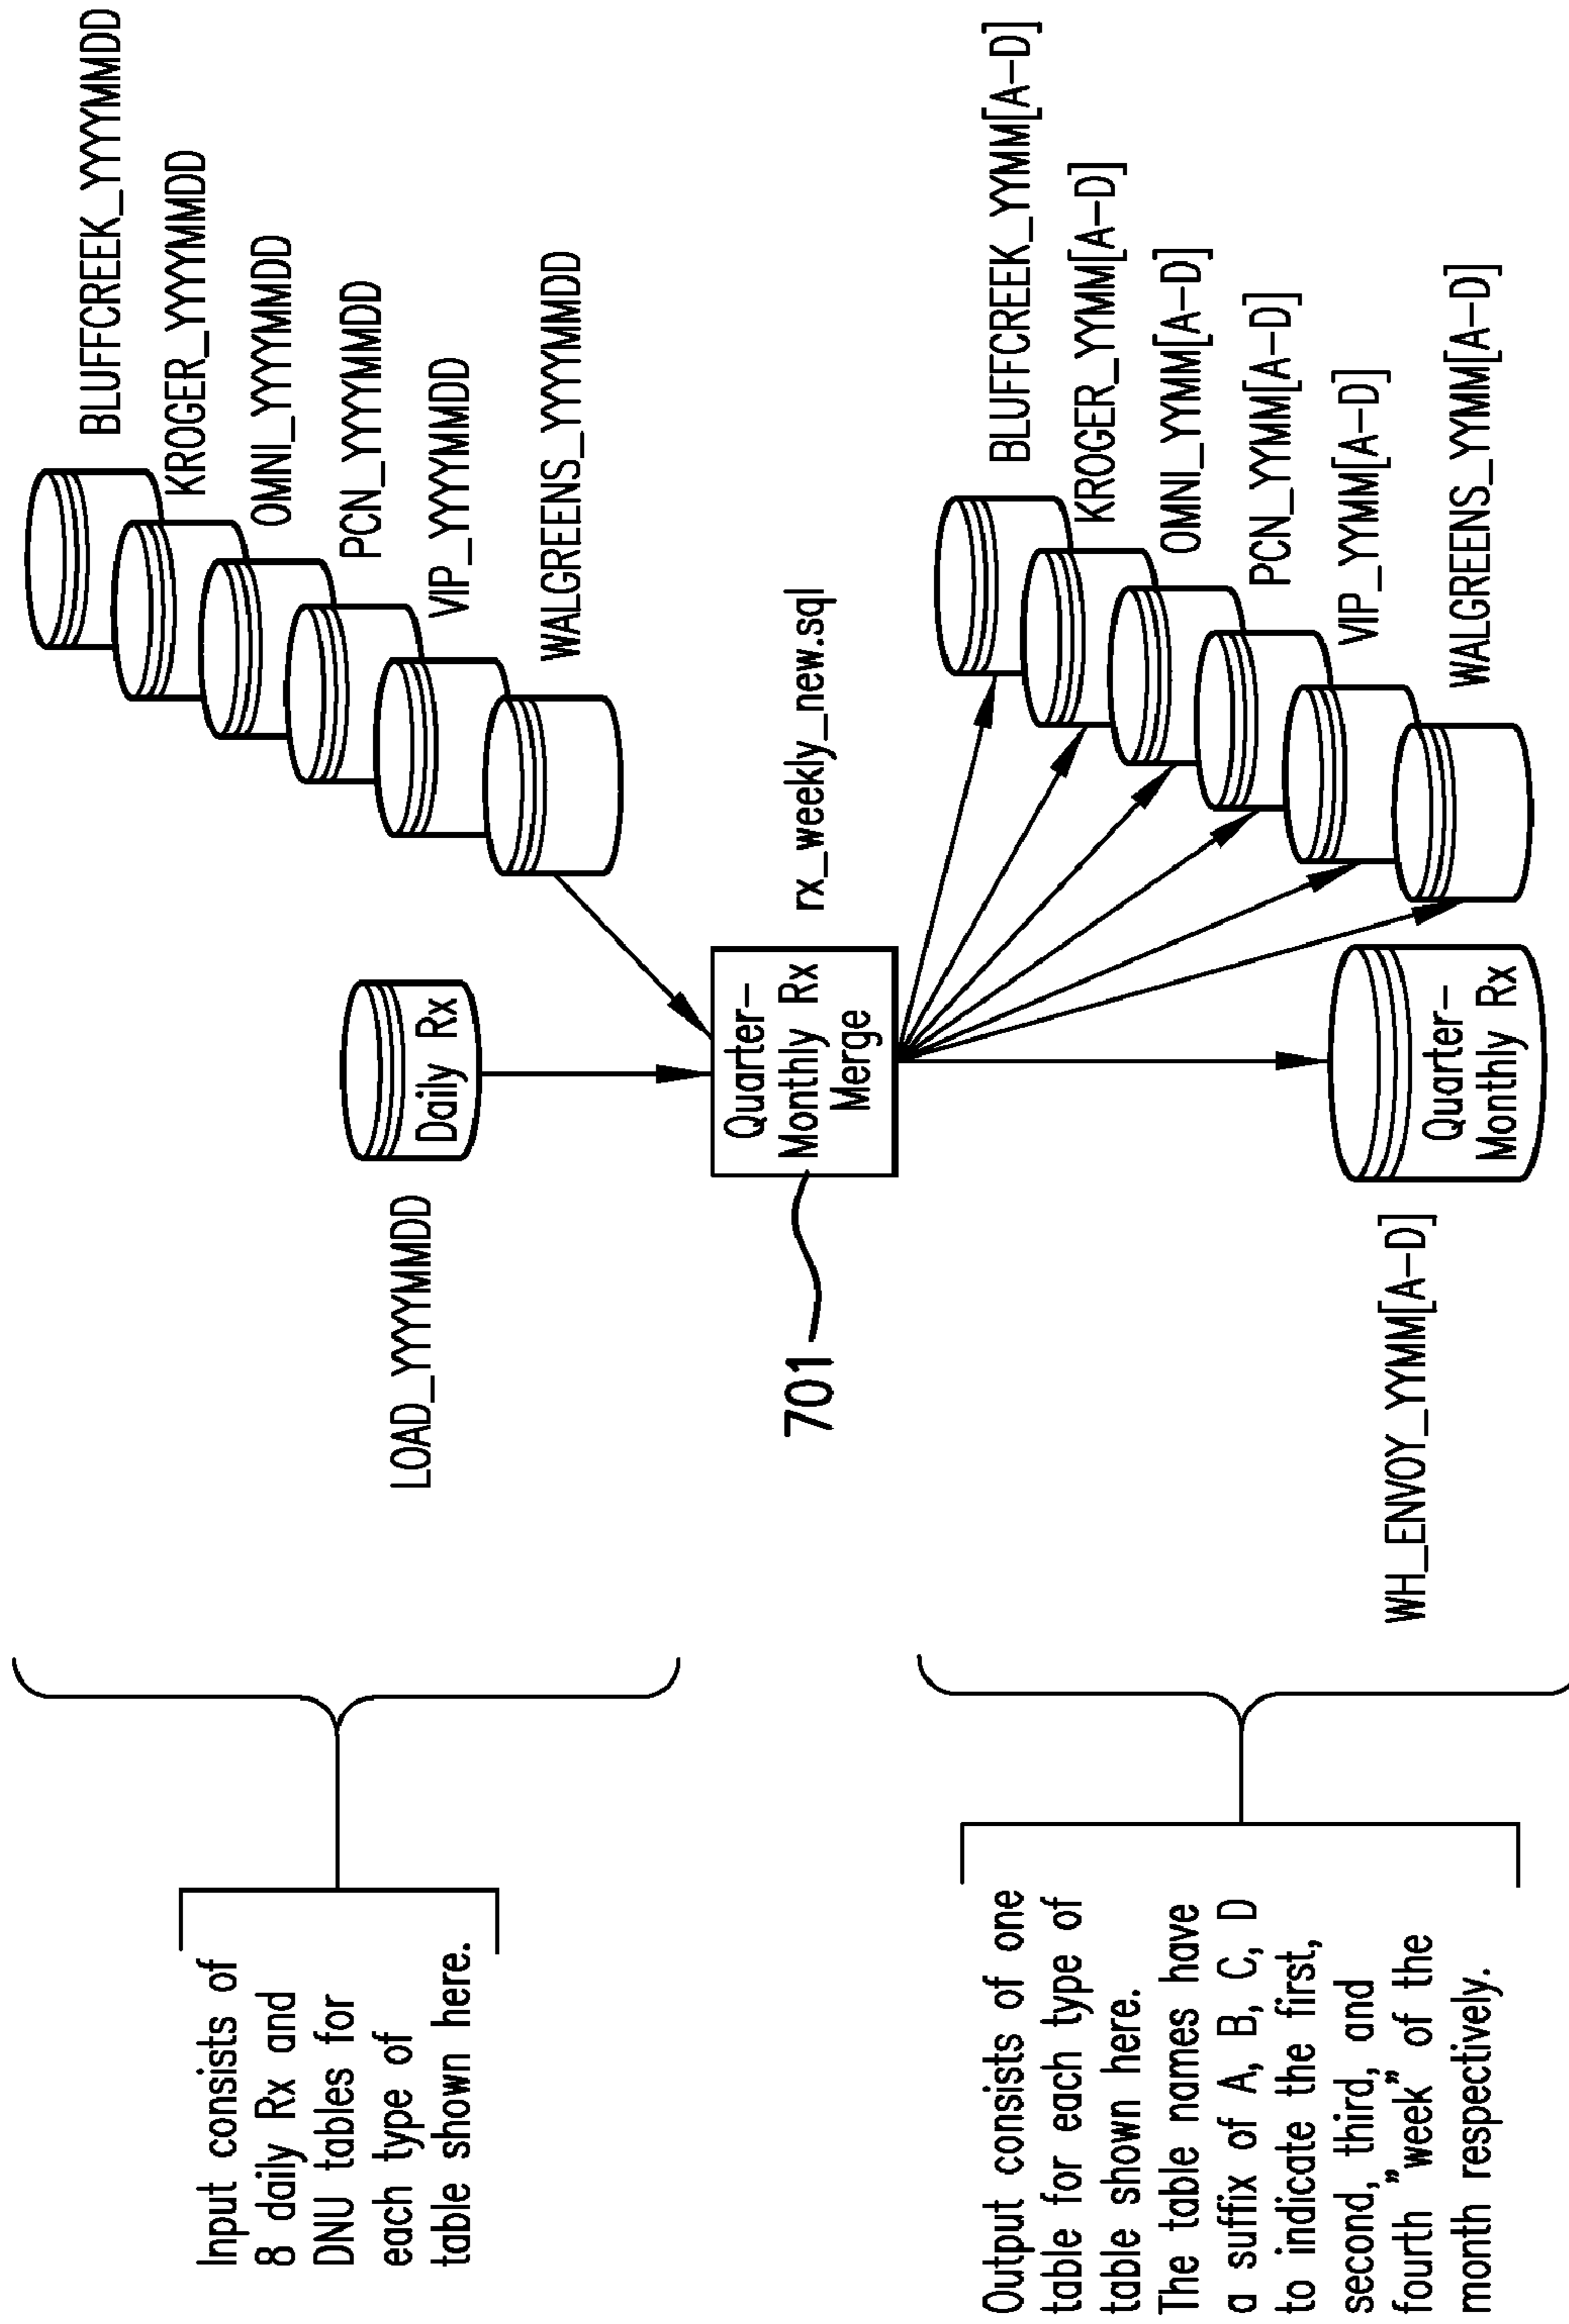 Input consists of
8 daily Rx and
DNU tables for
each type of
table shown here.
LOAD_YYYYMMDD
Daily Rx
BLUFFCREEK_YYYYMMDD
KROGER_YYYYMMDD
OMNI_YYYYMMDD
PCN_YYYYMMDD
VIP_YYYYMMDD
WALGREENS_YYYYMMDD
701
Quarter-
Monthly Rx
Merge
rx_weekly_new.sql
Output consists of one
table for each type of
table shown here.
The table names have
a suffix of A, B, C, D
to indicate the first,
second, third, and
fourth "week" of the
month respectively.
WH_ENVOY_YYMM[A-D]
Quarter-
Monthly Rx
BLUFFCREEK_YYMM[A-D]
KROGER_YYMM[A-D]
OMNI_YYMM[A-D]
PCN_YYMM[A-D]
VIP_YYMM[A-D]
WALGREENS_YYMM[A-D]